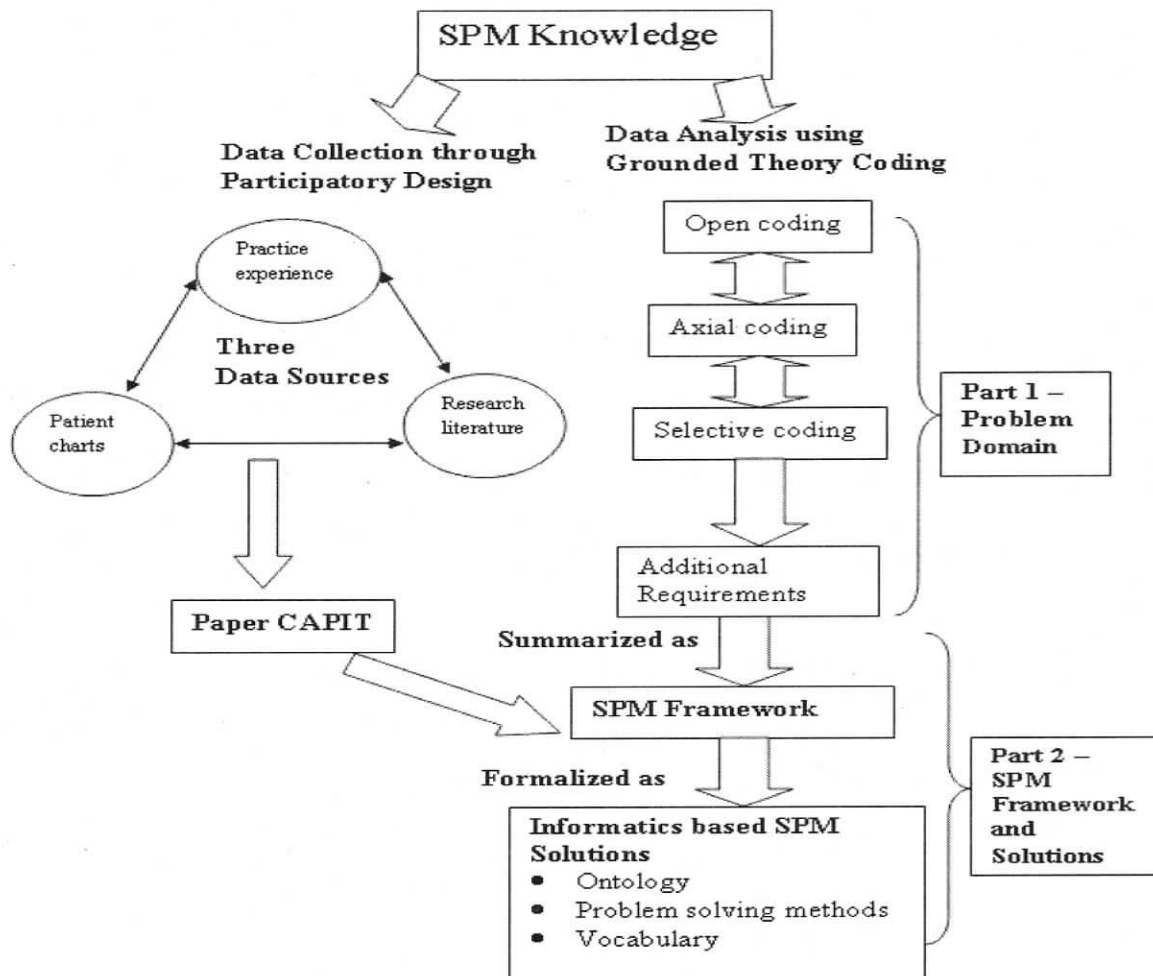 SPM Knowledge
Data Collection through
Participatory Design
Data Analysis using
Grounded Theory Coding
Practice
experience
Three
Data Sources
Patient
charts
Research
literature
Paper CAPIT
Open coding
Axial coding
Selective coding
Additional
Requirements
Part 1 –
Problem
Domain
Summarized as
SPM Framework
Formalized as
Informatics based SPM
Solutions
• Ontology
• Problem solving methods
• Vocabulary
Part 2 –
SPM
Framework
and
Solutions